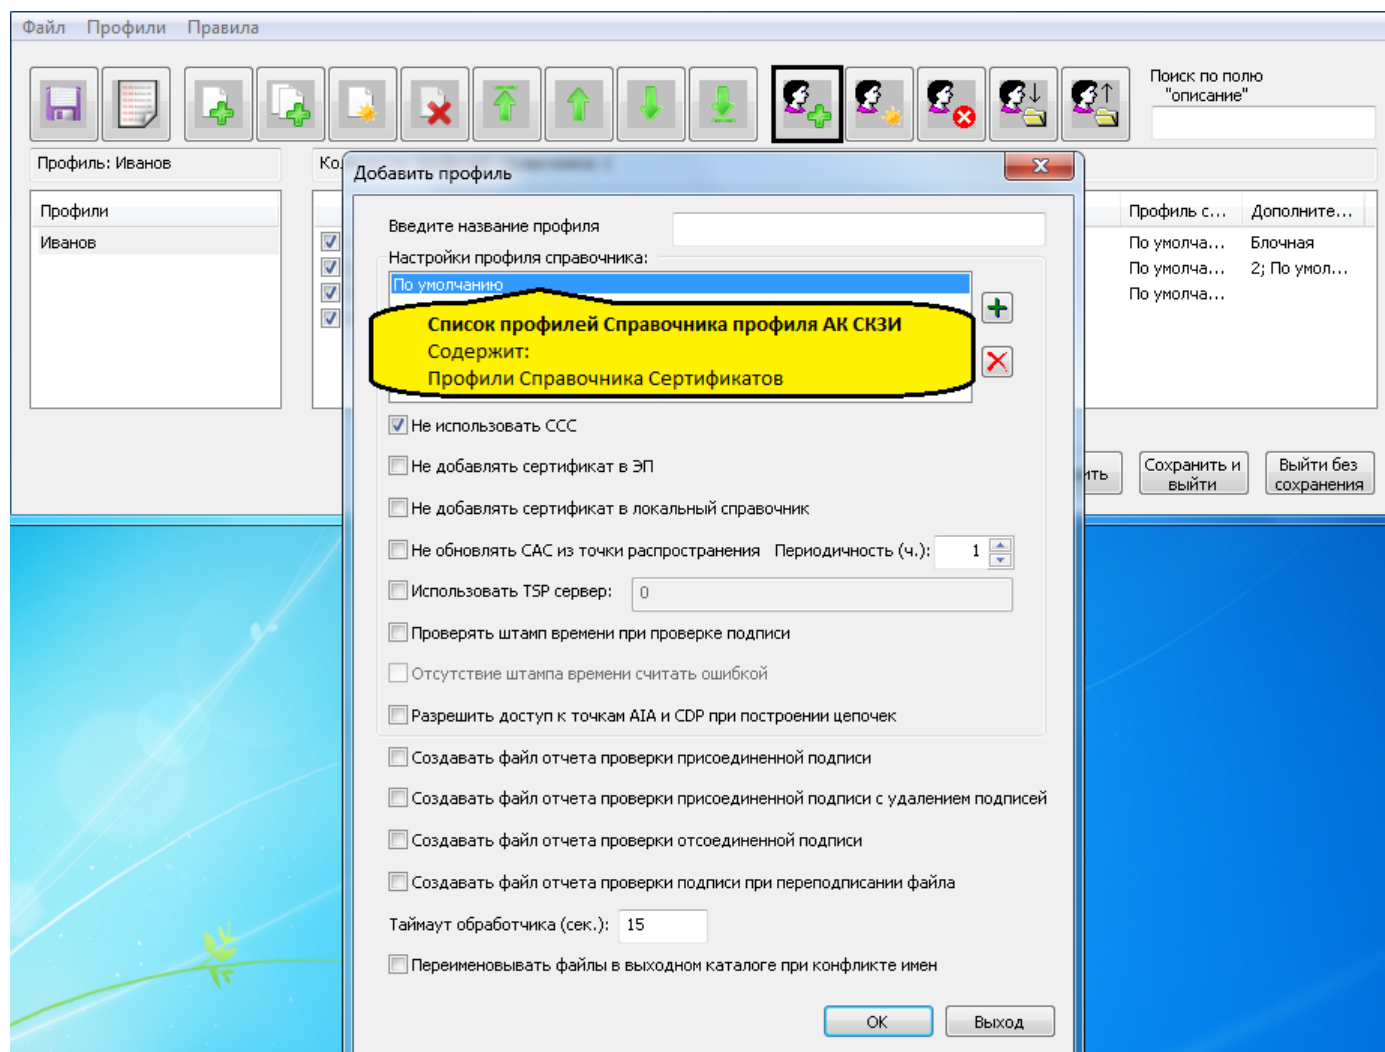 Файл Профили Правила
Поиск по полю
"описание"
Профиль: Иванов
Профили
Иванов
Профиль с... Дополните...
По умолча... Блочная
По умолча... 2; По умол...
По умолча...
Добавить профиль
Введите название профиля
Настройки профиля справочника:
По умолчанию
Список профилей Справочника профиля АК СКЗИ
Содержит:
Профили Справочника Сертификатов
Не использовать ССС
Не добавлять сертификат в ЭП
Не добавлять сертификат в локальный справочник
Не обновлять САС из точки распространения Периодичность (ч.): 1
Использовать TSP сервер: 0
Проверять штамп времени при проверке подписи
Отсутствие штампа времени считать ошибкой
Разрешить доступ к точкам AIA и CDP при построении цепочек
Создавать файл отчета проверки присоединенной подписи
Создавать файл отчета проверки присоединенной подписи с удалением подписей
Создавать файл отчета проверки отсоединенной подписи
Создавать файл отчета проверки подписи при переподписании файла
Таймаут обработчика (сек.): 15
Переименовывать файлы в выходном каталоге при конфликте имен
ОК Выход
Сохранить и
выйти
Выйти без
сохранения